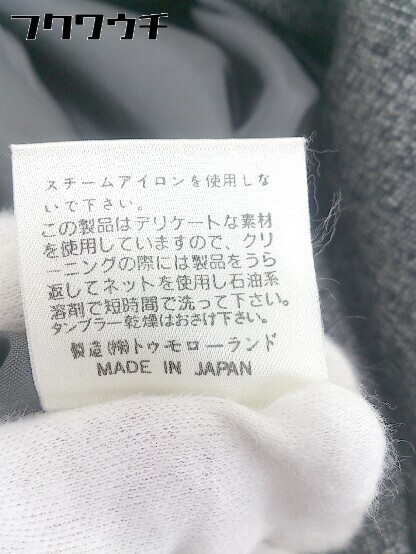 フクワウチ
スチームアイロンを使用しな
いで下さい。
この製品はデリケートな素材
を使用していますので、クリ
ーニングの際には製品をうら
返してネットを使用し石油系
溶剤で短時間で洗って下さい。
タンブラー乾燥はおさけ下さい。
製造㈱トゥモローランド
MADE IN JAPAN